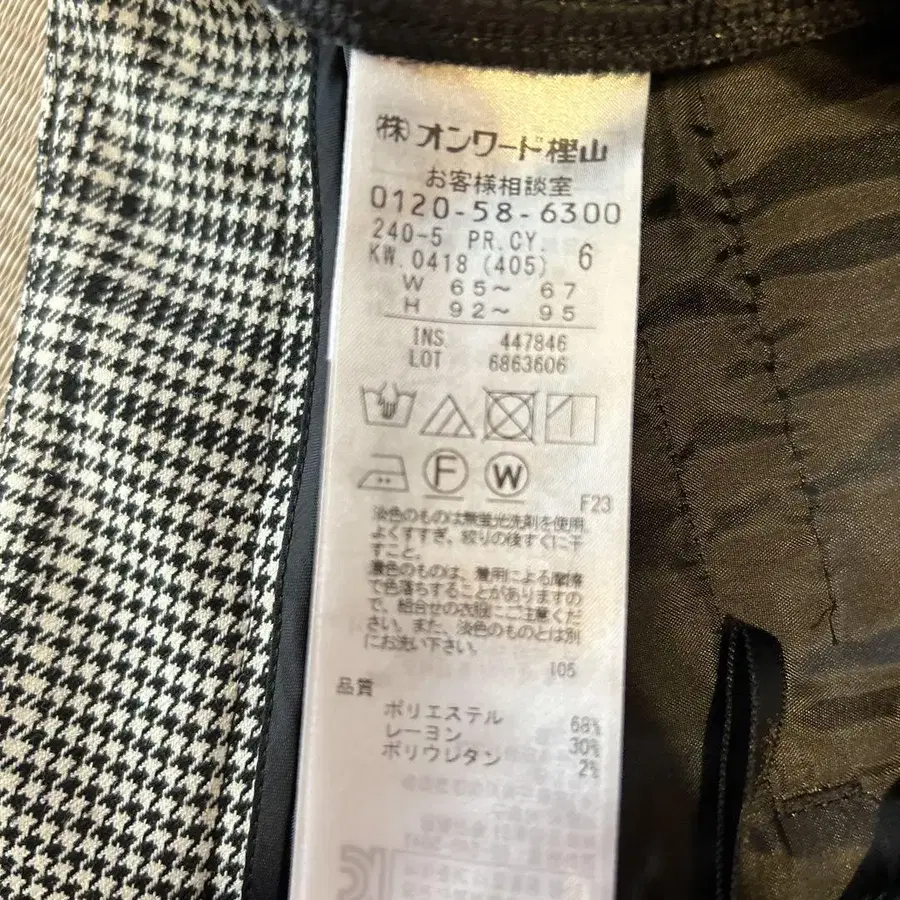 ㈱オンワード樫山
お客様相談室
0120-58-6300
240-5 PR.CY. 6
KW.0418 (405)
W 65～ 67
H 92～ 95
INS. 447846
LOT 6863606
F
W
F23
淡色のものは無蛍光洗剤を使用。
よくすすぎ、絞りの後すぐに干
すこと。
濃色のものは、着用による摩擦
で色落ちすることがありますの
で、組合せの衣服にご注意くだ
さい。また、淡色のものとは別
にお洗い下さい。
105
品質
ポリエステル 68%
レーヨン 30%
ポリウレタン 2%